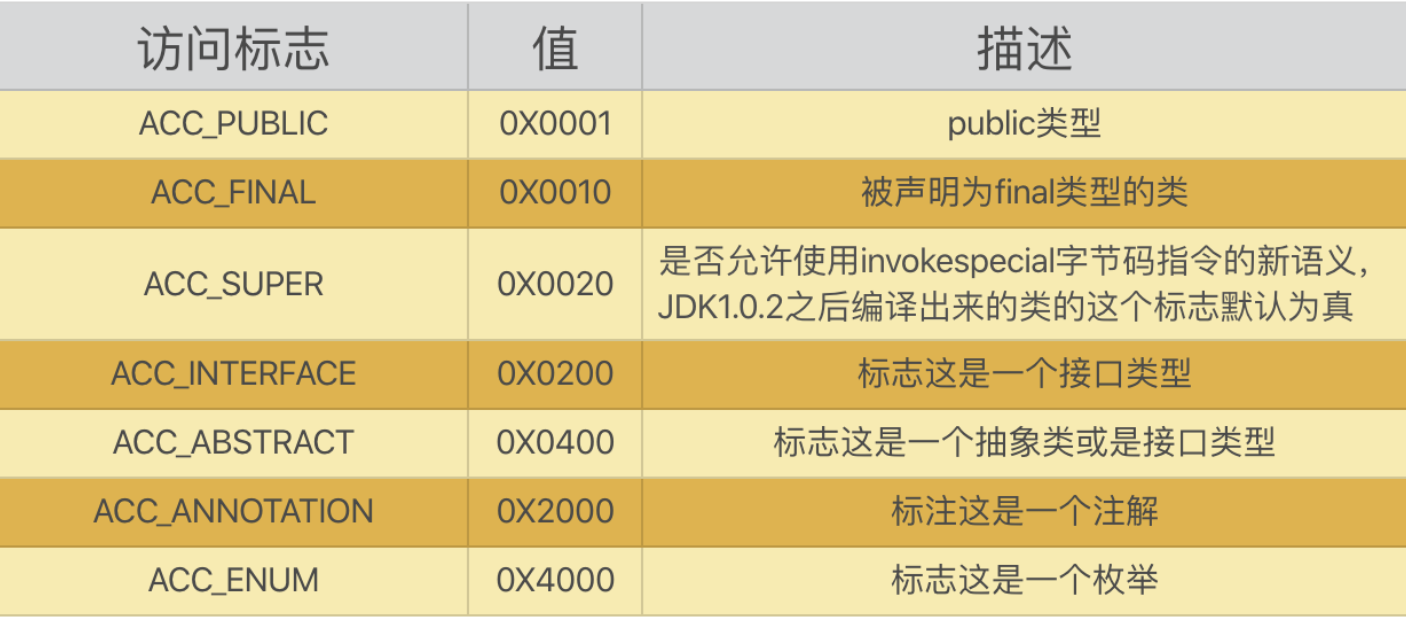 访问标志 值 描述
ACC_PUBLIC 0X0001 public类型
ACC_FINAL 0X0010 被声明为final类型的类
ACC_SUPER 0X0020 是否允许使用invokespecial字节码指令的新语义，
JDK1.0.2之后编译出来的类的这个标志默认为真
ACC_INTERFACE 0X0200 标志这是一个接口类型
ACC_ABSTRACT 0X0400 标志这是一个抽象类或是接口类型
ACC_ANNOTATION 0X2000 标注这是一个注解
ACC_ENUM 0X4000 标志这是一个枚举